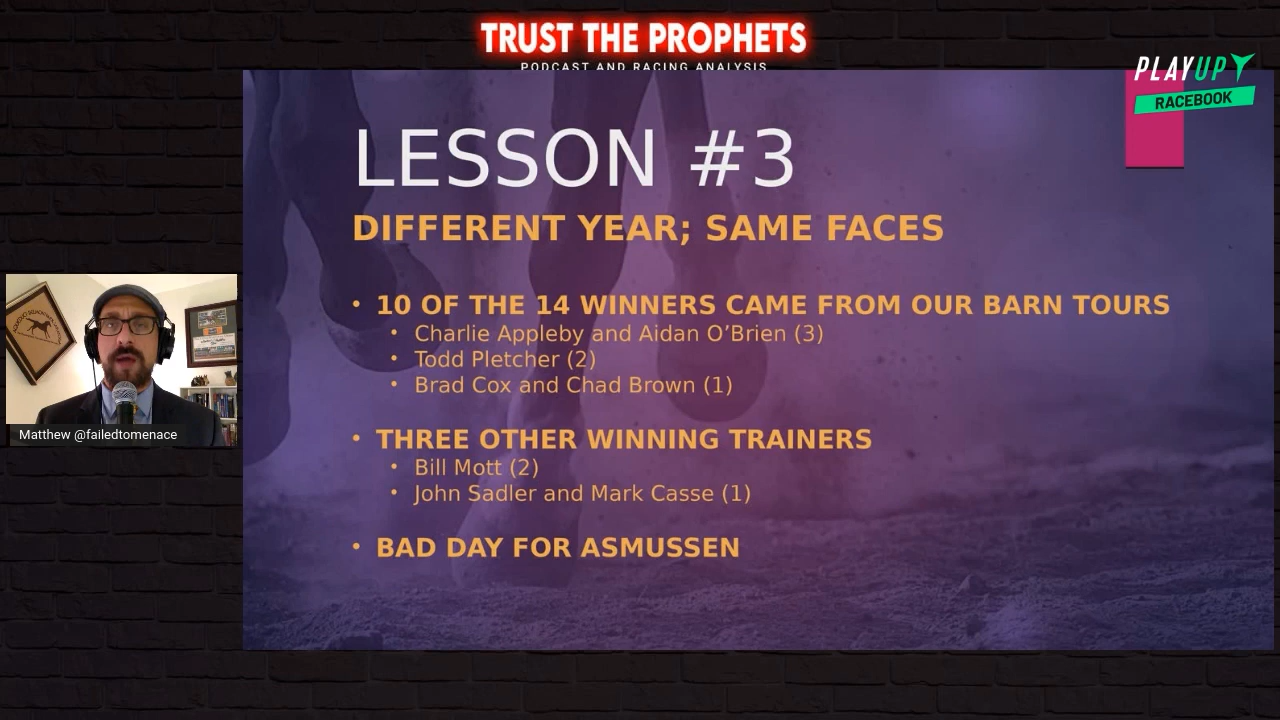 TRUST THE PROPHETS
PODCAST AND RACING ANALYSIS
PLAYUP
RACEBOOK
LESSON #3
DIFFERENT YEAR; SAME FACES
• 10 OF THE 14 WINNERS CAME FROM OUR BARN TOURS
• Charlie Appleby and Aidan O’Brien (3)
• Todd Pletcher (2)
• Brad Cox and Chad Brown (1)
• THREE OTHER WINNING TRAINERS
• Bill Mott (2)
• John Sadler and Mark Casse (1)
• BAD DAY FOR ASMUSSEN
Matthew @failedtomenace